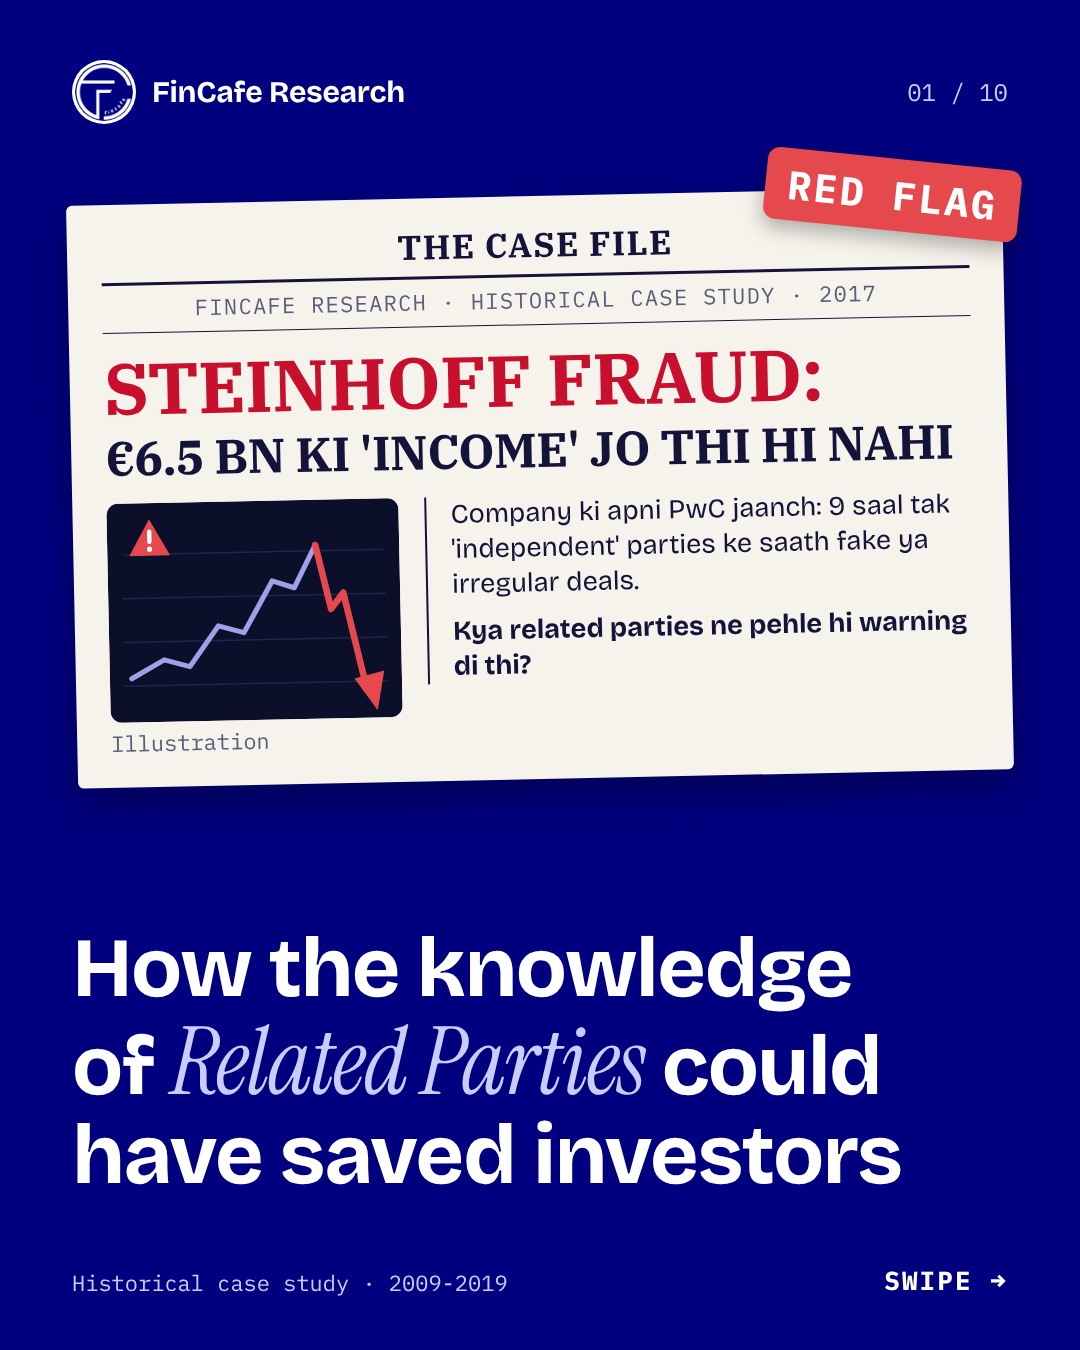 FinCafe Research
01 / 10
RED FLAG
THE CASE FILE
FINCAFE RESEARCH · HISTORICAL CASE STUDY · 2017
STEINHOFF FRAUD:
€6.5 BN KI 'INCOME' JO THI HI NAHI
Company ki apni PwC jaanch: 9 saal tak
'independent' parties ke saath fake ya
irregular deals.
Kya related parties ne pehle hi warning
di thi?
Illustration
How the knowledge
of Related Parties could
have saved investors
Historical case study · 2009-2019
SWIPE →